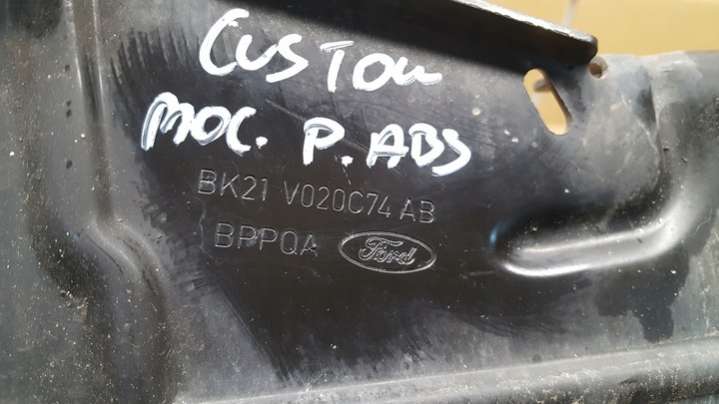 CUSTOM
MOC. P. ABS
BK21 V020C74 AB
BPPQA Ford